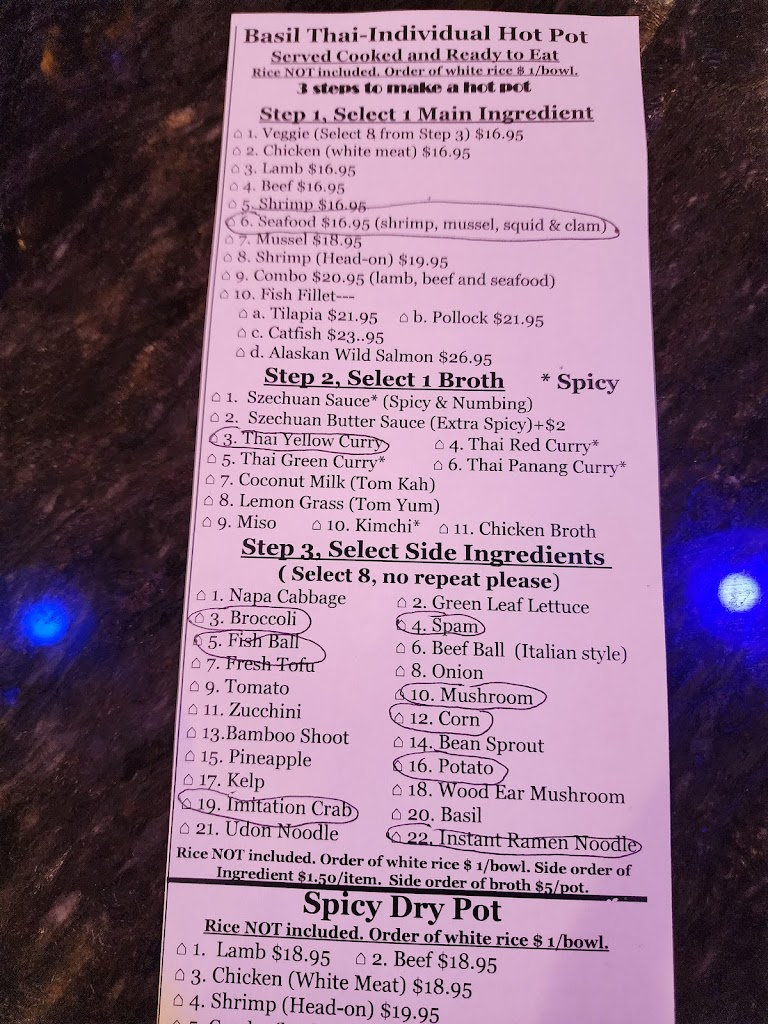 Basil Thai-Individual Hot Pot
Served Cooked and Ready to Eat
Rice NOT included. Order of white rice $ 1/bowl.
3 steps to make a hot pot
Step 1, Select 1 Main Ingredient
1. Veggie (Select 8 from Step 3) $16.95
2. Chicken (white meat) $16.95
3. Lamb $16.95
4. Beef $16.95
5. Shrimp $16.95
6. Seafood $16.95 (shrimp, mussel, squid & clam)
7. Mussel $18.95
8. Shrimp (Head-on) $19.95
9. Combo $20.95 (lamb, beef and seafood)
10. Fish Fillet---
a. Tilapia $21.95 b. Pollock $21.95
c. Catfish $23..95
d. Alaskan Wild Salmon $26.95
Step 2, Select 1 Broth * Spicy
1. Szechuan Sauce* (Spicy & Numbing)
2. Szechuan Butter Sauce (Extra Spicy)+$2
3. Thai Yellow Curry 4. Thai Red Curry*
5. Thai Green Curry* 6. Thai Panang Curry*
7. Coconut Milk (Tom Kah)
8. Lemon Grass (Tom Yum)
9. Miso 10. Kimchi* 11. Chicken Broth
Step 3, Select Side Ingredients
( Select 8, no repeat please)
1. Napa Cabbage 2. Green Leaf Lettuce
3. Broccoli 4. Spam
5. Fish Ball 6. Beef Ball (Italian style)
7. Fresh Tofu 8. Onion
9. Tomato 10. Mushroom
11. Zucchini 12. Corn
13.Bamboo Shoot 14. Bean Sprout
15. Pineapple 16. Potato
17. Kelp 18. Wood Ear Mushroom
19. Imitation Crab 20. Basil
21. Udon Noodle 22. Instant Ramen Noodle
Rice NOT included. Order of white rice $ 1/bowl. Side order of
Ingredient $1.50/item. Side order of broth $5/pot.
Spicy Dry Pot
Rice NOT included. Order of white rice $ 1/bowl.
1. Lamb $18.95 2. Beef $18.95
3. Chicken (White Meat) $18.95
4. Shrimp (Head-on) $19.95